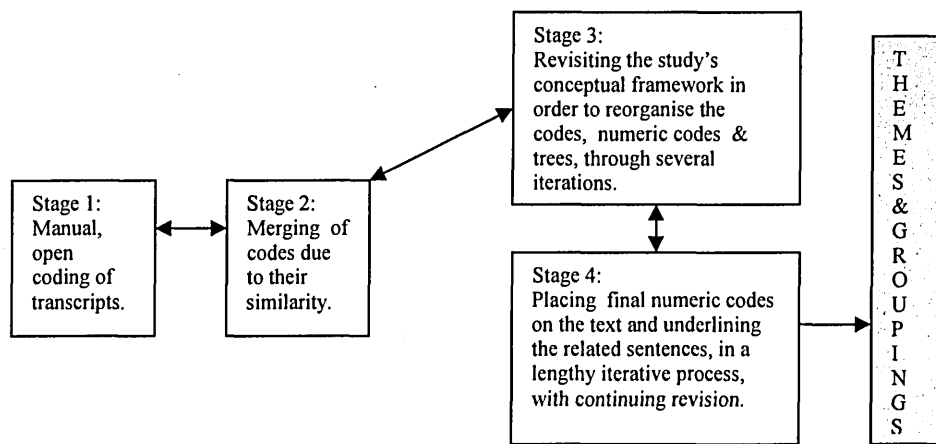 Stage 1:
Manual,
open
coding of
transcripts.
Stage 2:
Merging of
codes due
to their
similarity.
Stage 3:
Revisiting the study's
conceptual framework in
order to reorganise the
codes, numeric codes &
trees, through several
iterations.
Stage 4:
Placing final numeric codes
on the text and underlining
the related sentences, in a
lengthy iterative process,
with continuing revision.
T
H
E
M
E
S
&
G
R
O
U
P
I
N
G
S